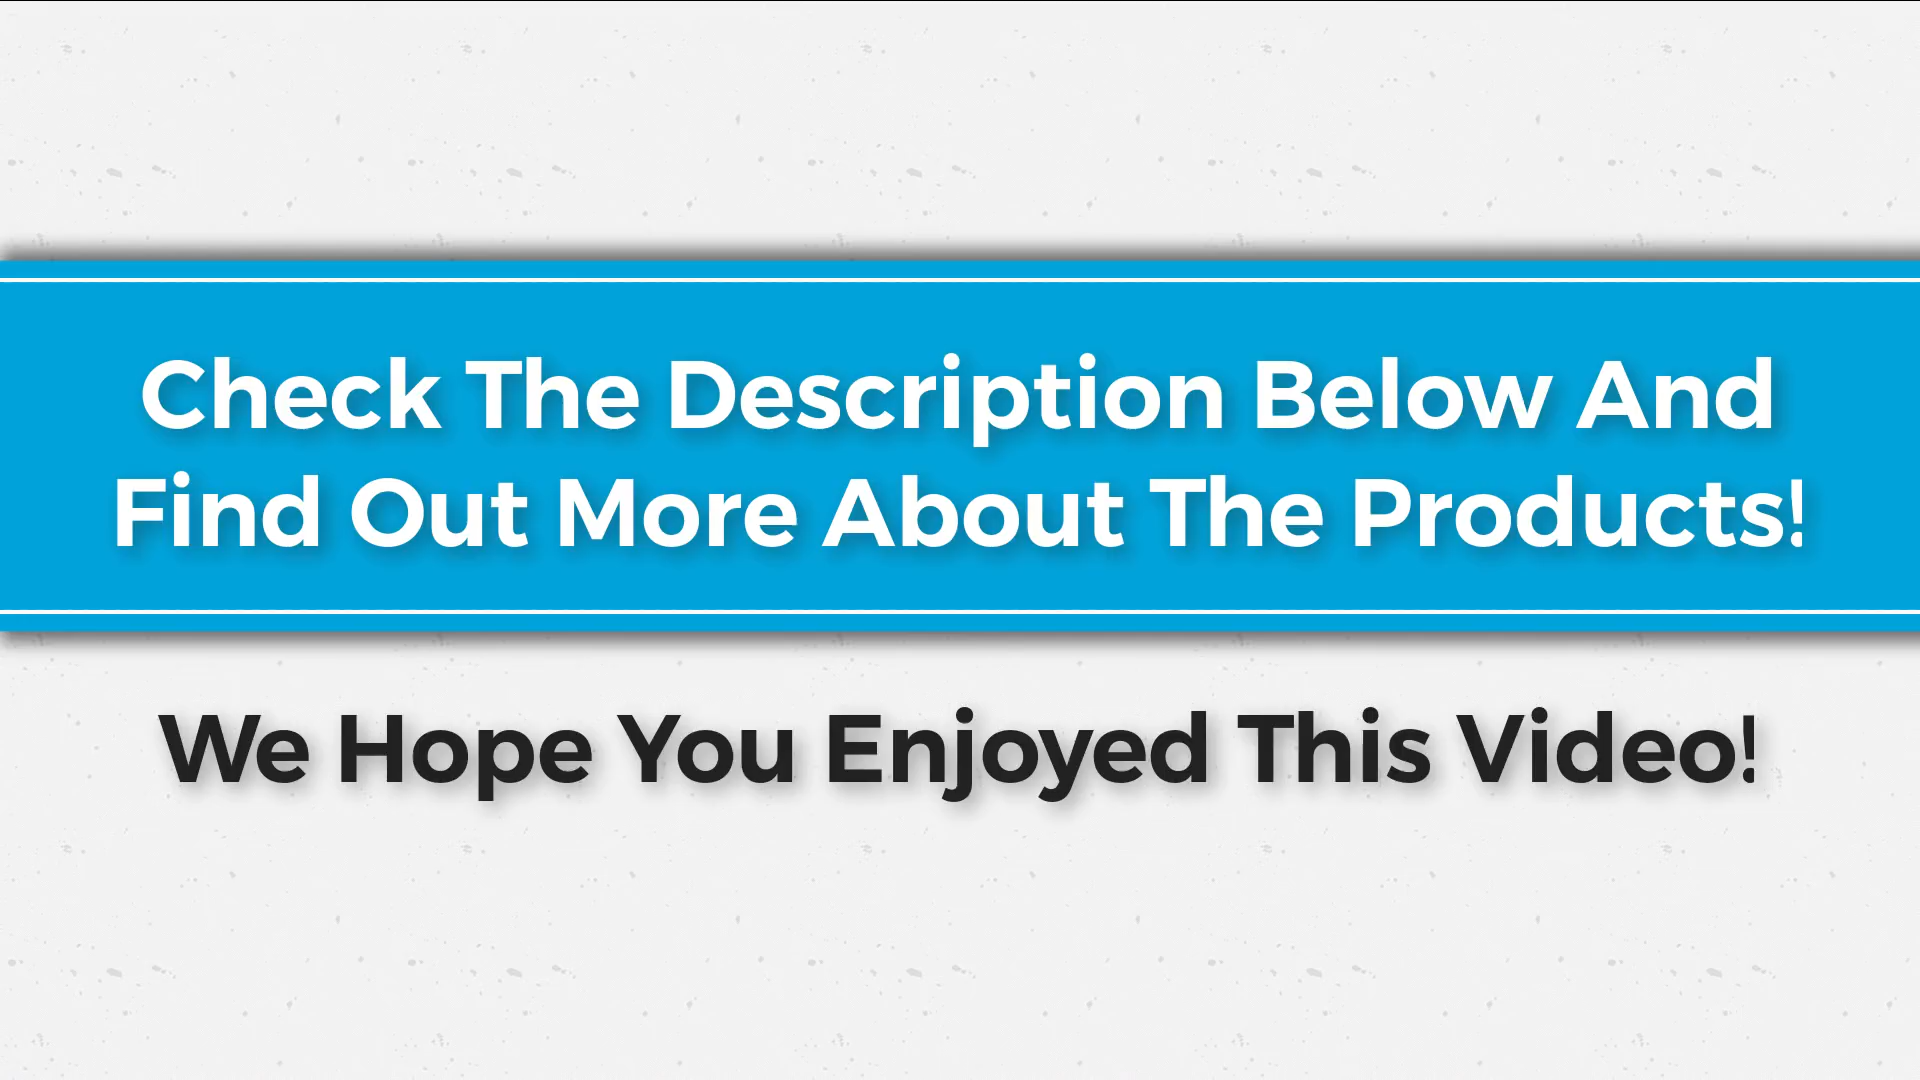 Check The Description Below And
Find Out More About The Products!
We Hope You Enjoyed This Video!